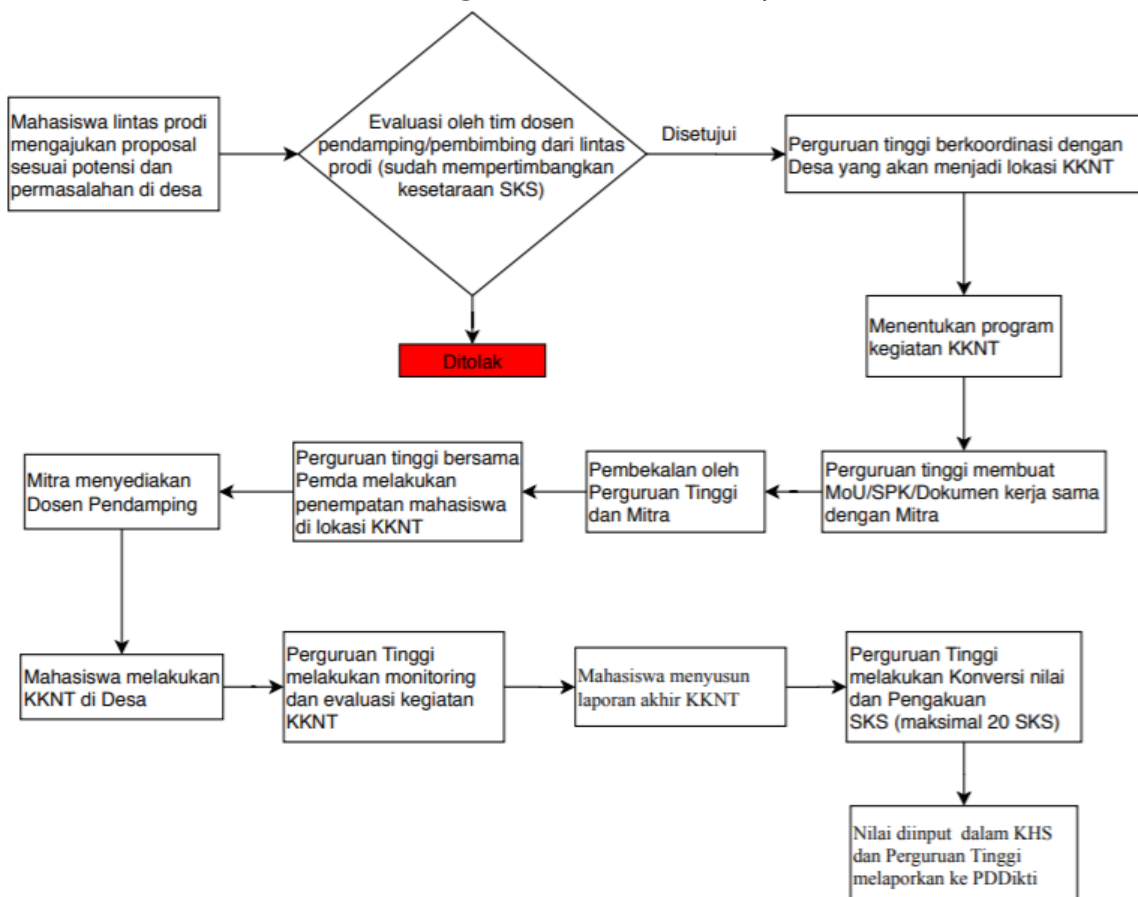 Mahasiswa lintas prodi
mengajukan proposal
sesuai potensi dan
permasalahan di desa
Evaluasi oleh tim dosen
pendamping/pembimbing dari lintas
prodi (sudah mempertimbangkan
kesetaraan SKS)
Disetujui
Perguruan tinggi berkoordinasi dengan
Desa yang akan menjadi lokasi KKNT
Ditolak
Menentukan program
kegiatan KKNT
Perguruan tinggi membuat
MoU/SPK/Dokumen kerja sama
dengan Mitra
Pembekalan oleh
Perguruan Tinggi
dan Mitra
Perguruan tinggi bersama
Pemda melakukan
penempatan mahasiswa
di lokasi KKNT
Mitra menyediakan
Dosen Pendamping
Mahasiswa melakukan
KKNT di Desa
Perguruan Tinggi
melakukan monitoring
dan evaluasi kegiatan
KKNT
Mahasiswa menyusun
laporan akhir KKNT
Perguruan Tinggi
melakukan Konversi nilai
dan Pengakuan
SKS (maksimal 20 SKS)
Nilai diinput dalam KHS
dan Perguruan Tinggi
melaporkan ke PDDikti